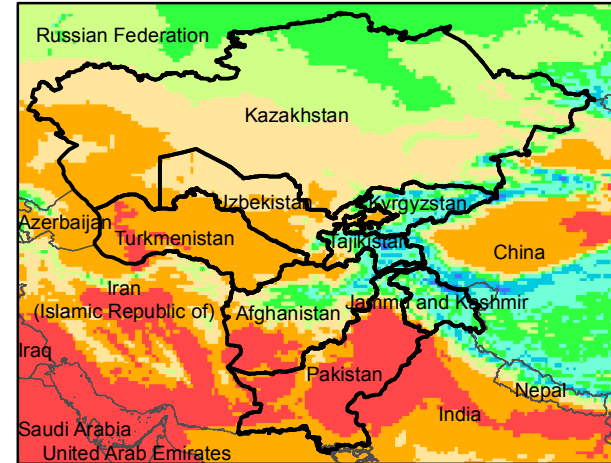 Russian Federation
Kazakhstan
Uzbekistan
Kyrgyzstan
Azerbaijan
Turkmenistan
Tajikistan
China
Iran
(Islamic Republic of)
Afghanistan
Jammu and Kashmir
Iraq
Pakistan
Nepal
India
Saudi Arabia
United Arab Emirates